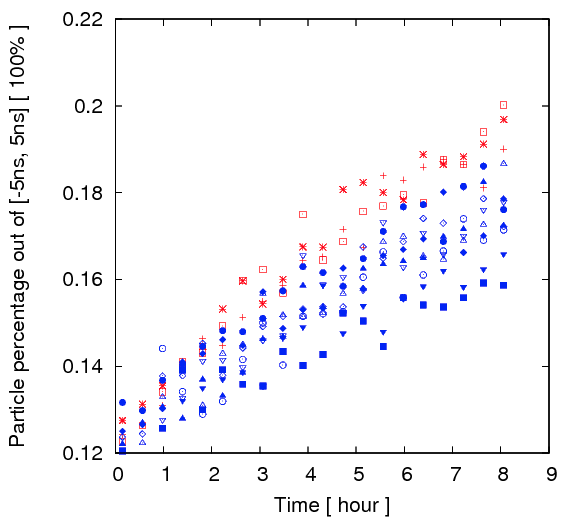 0.22
0.2
0.18
0.16
0.14
0.12
0 1 2 3 4 5 6 7 8 9
Time [ hour ]
Particle percentage out of [-5ns, 5ns] [ 100% ]